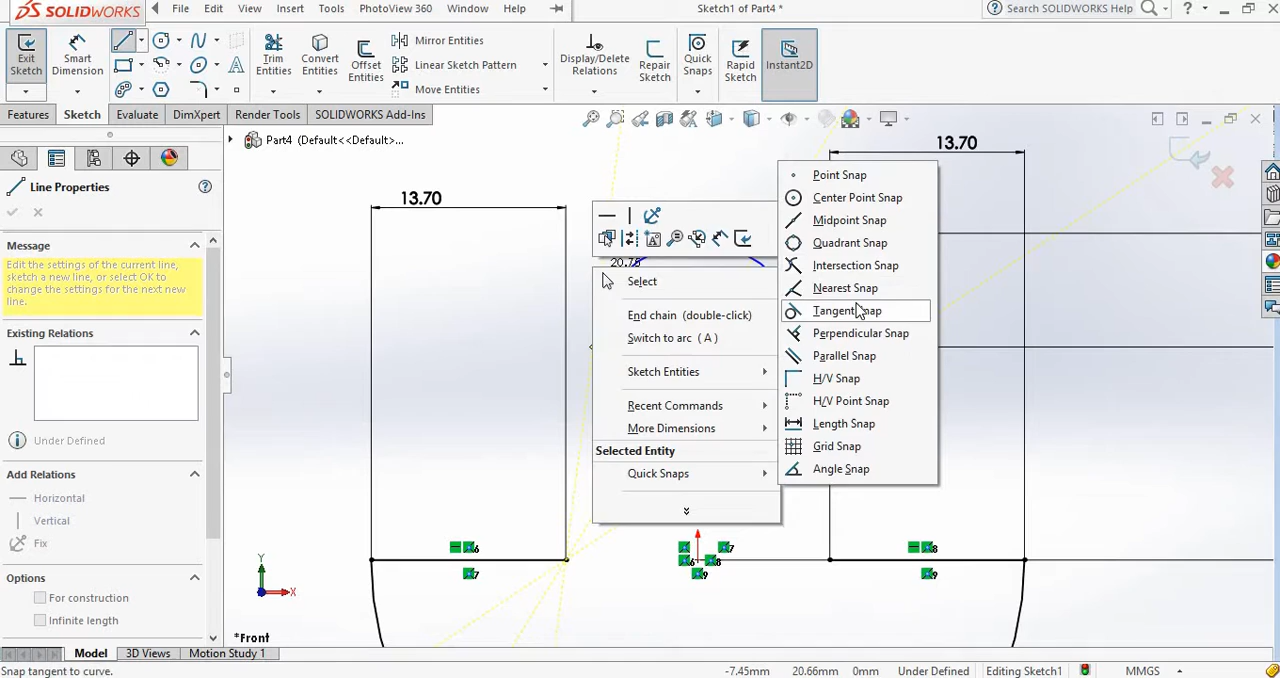 SOLIDWORKS File Edit View Insert Tools PhotoView 360 Window Help Sketch1 of Part4 * Search SOLIDWORKS Help ?
Exit Sketch
Smart Dimension
Trim Entities
Convert Entities
Offset Entities
Mirror Entities
Linear Sketch Pattern
Move Entities
Display/Delete Relations
Repair Sketch
Quick Snaps
Rapid Sketch
Instant2D
Features Sketch Evaluate DimXpert Render Tools SOLIDWORKS Add-Ins
Part4 (Default<<Default>...
Line Properties ?
Message
Edit the settings of the current line,
sketch a new line, or select OK to
change the settings for the next new
line.
Existing Relations
Under Defined
Add Relations
Horizontal
Vertical
Fix
Options
For construction
Infinite length
13.70
13.70
Select
End chain (double-click)
Switch to arc ( A )
Sketch Entities
Recent Commands
More Dimensions
Selected Entity
Quick Snaps
Point Snap
Center Point Snap
Midpoint Snap
Quadrant Snap
Intersection Snap
Nearest Snap
Tangent Snap
Perpendicular Snap
Parallel Snap
H/V Snap
H/V Point Snap
Length Snap
Grid Snap
Angle Snap
6 7 8
7 6 8 9
9
Y
X
*Front
Model 3D Views Motion Study 1
Snap tangent to curve. -7.45mm 20.66mm 0mm Under Defined Editing Sketch1 MMGS